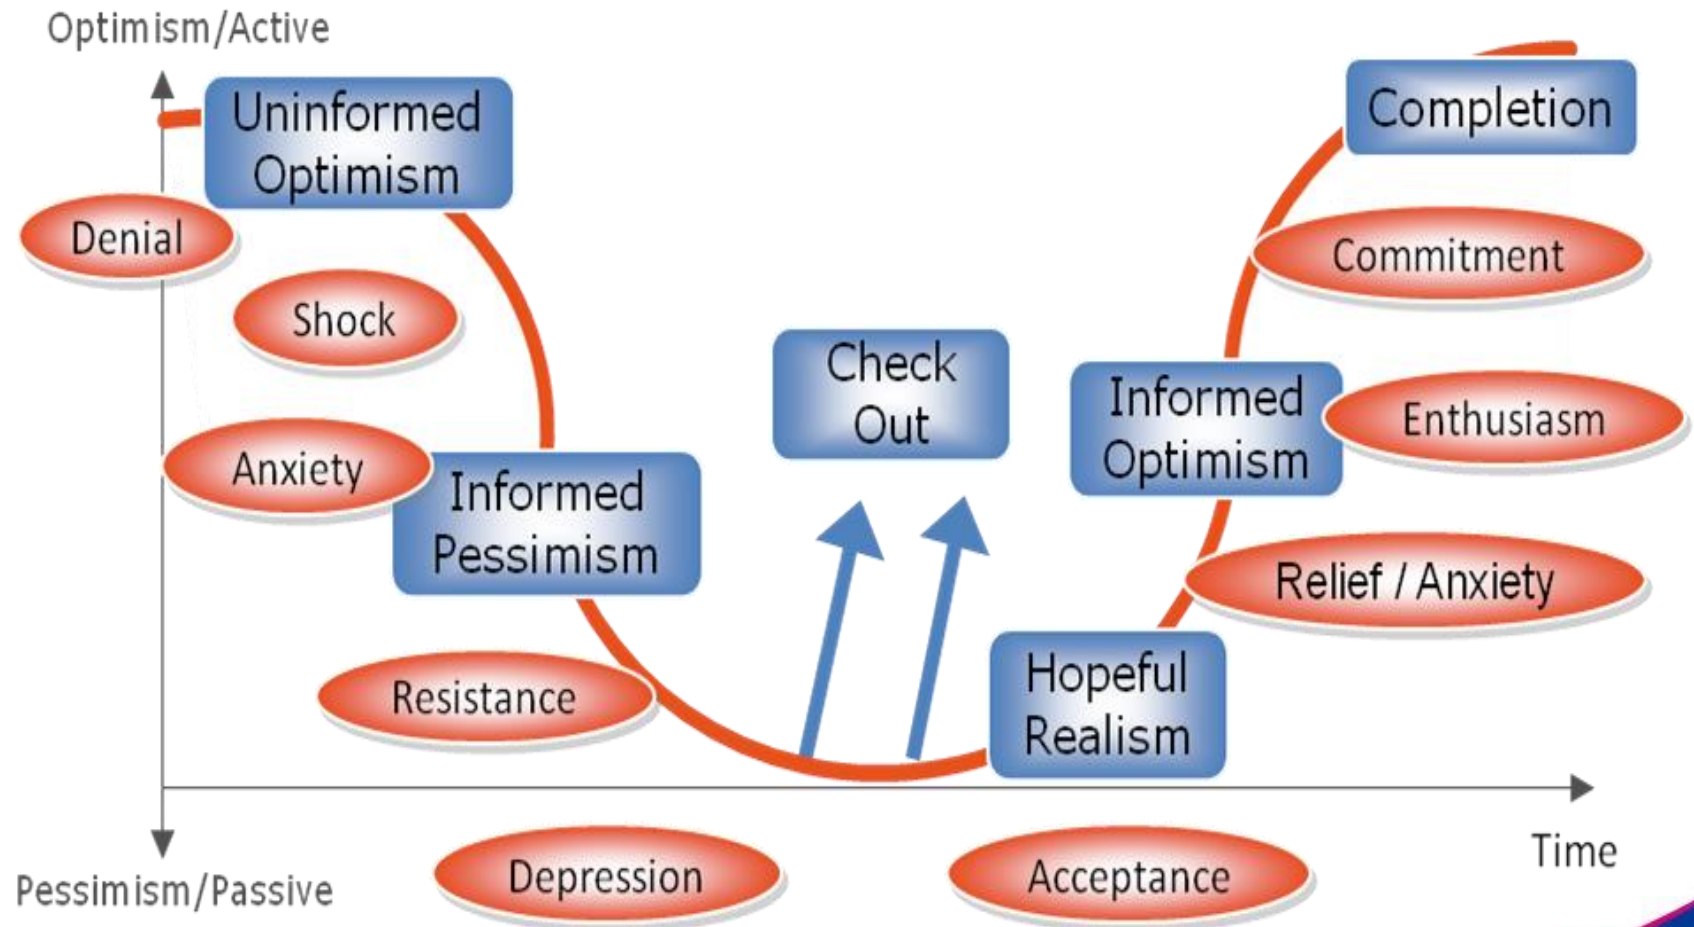 Optimism/Active
Uninformed
Optimism
Completion
Denial
Commitment
Shock
Check
Out
Informed
Optimism
Enthusiasm
Anxiety
Informed
Pessimism
Relief / Anxiety
Resistance
Hopeful
Realism
Time
Pessimism/Passive
Depression
Acceptance